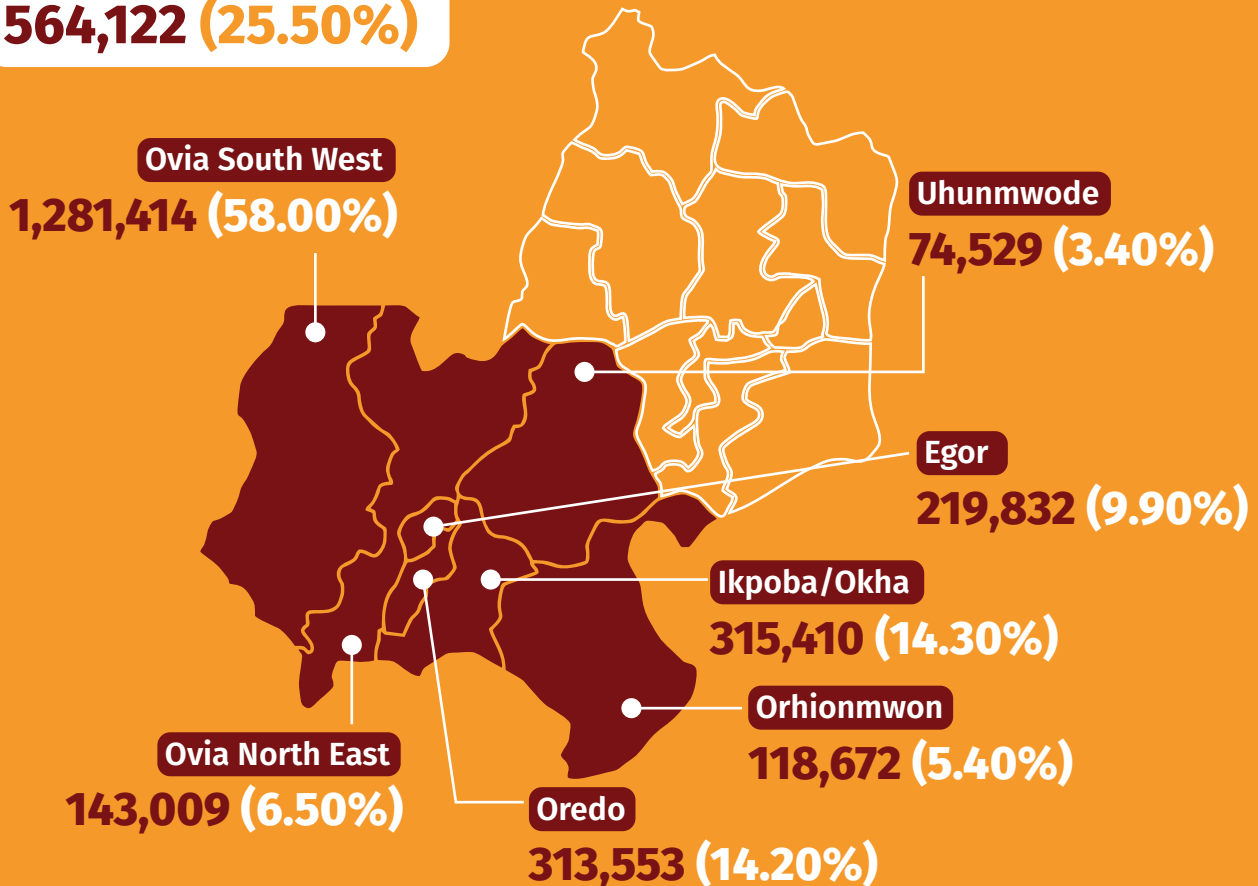 564,122 (25.50%)
Ovia South West
1,281,414 (58.00%)
Uhunmwode
74,529 (3.40%)
Egor
219,832 (9.90%)
Ikpoba/Okha
315,410 (14.30%)
Orhionmwon
118,672 (5.40%)
Ovia North East
143,009 (6.50%)
Oredo
313,553 (14.20%)